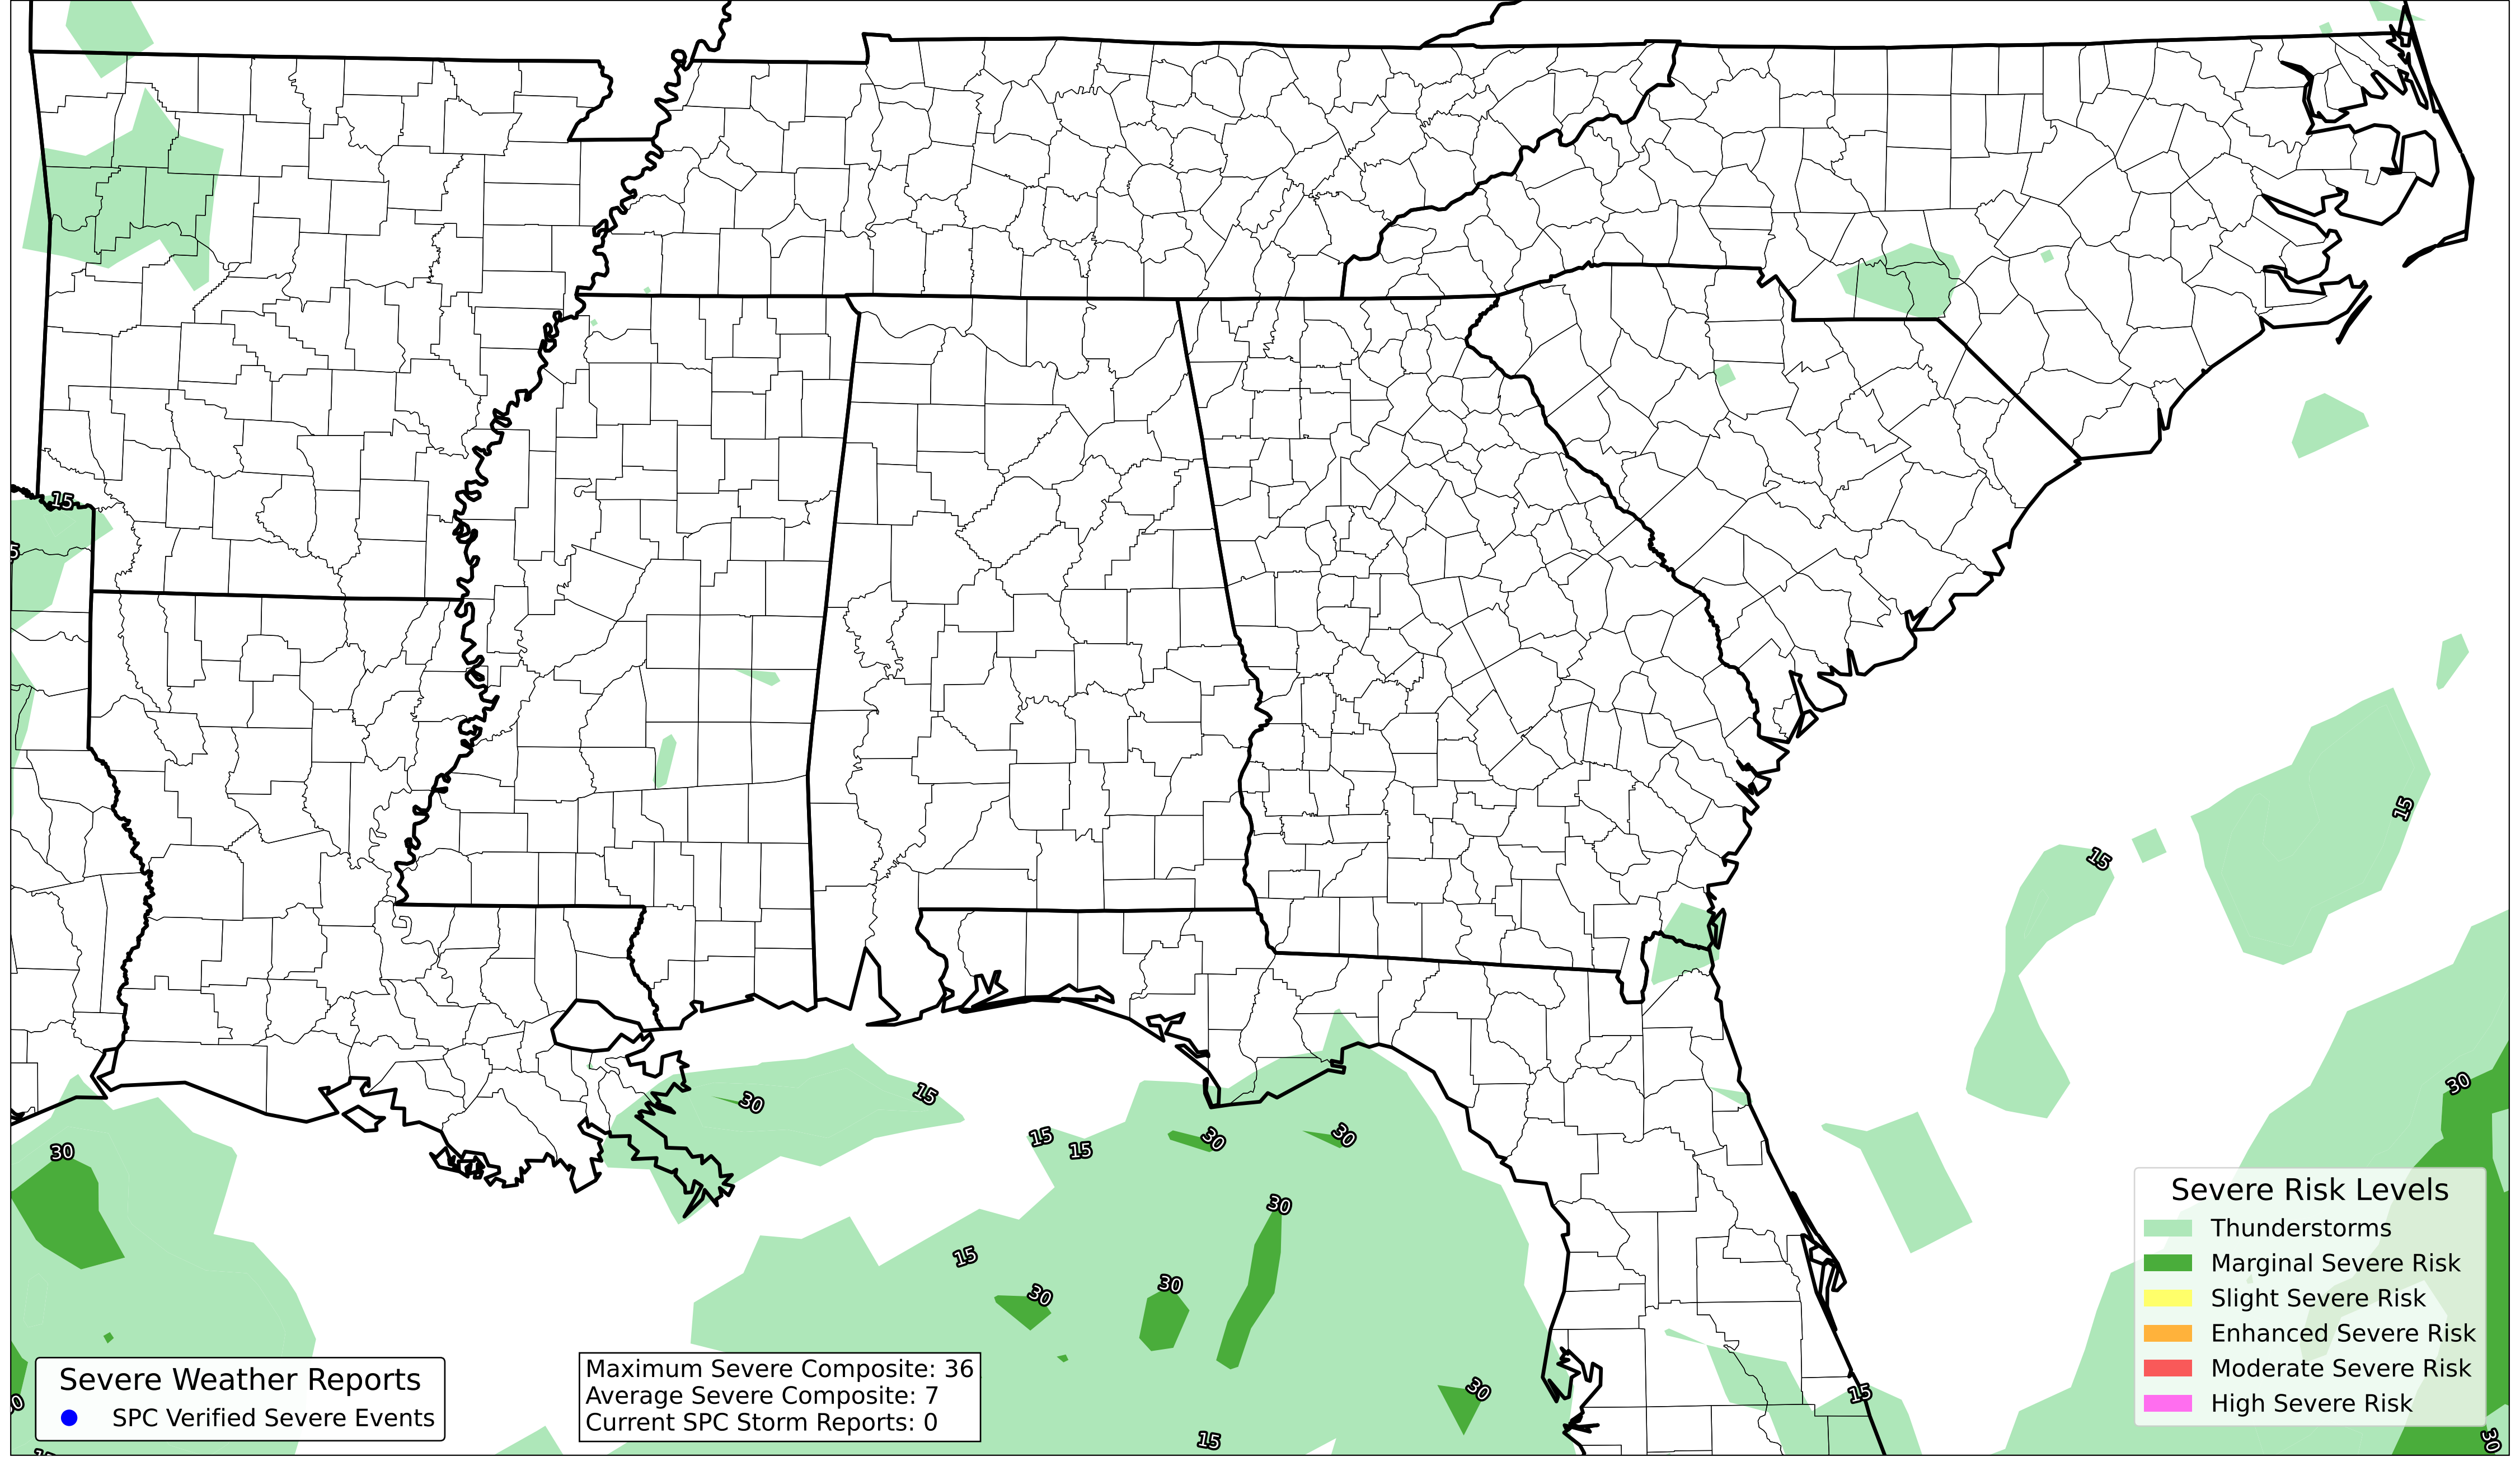 15
15
15
30
30
15
15
15
30
30
30
30
15
30
30
30
15
15
30
Severe Risk Levels
Thunderstorms
Marginal Severe Risk
Slight Severe Risk
Enhanced Severe Risk
Moderate Severe Risk
High Severe Risk
Severe Weather Reports
SPC Verified Severe Events
Maximum Severe Composite: 36
Average Severe Composite: 7
Current SPC Storm Reports: 0